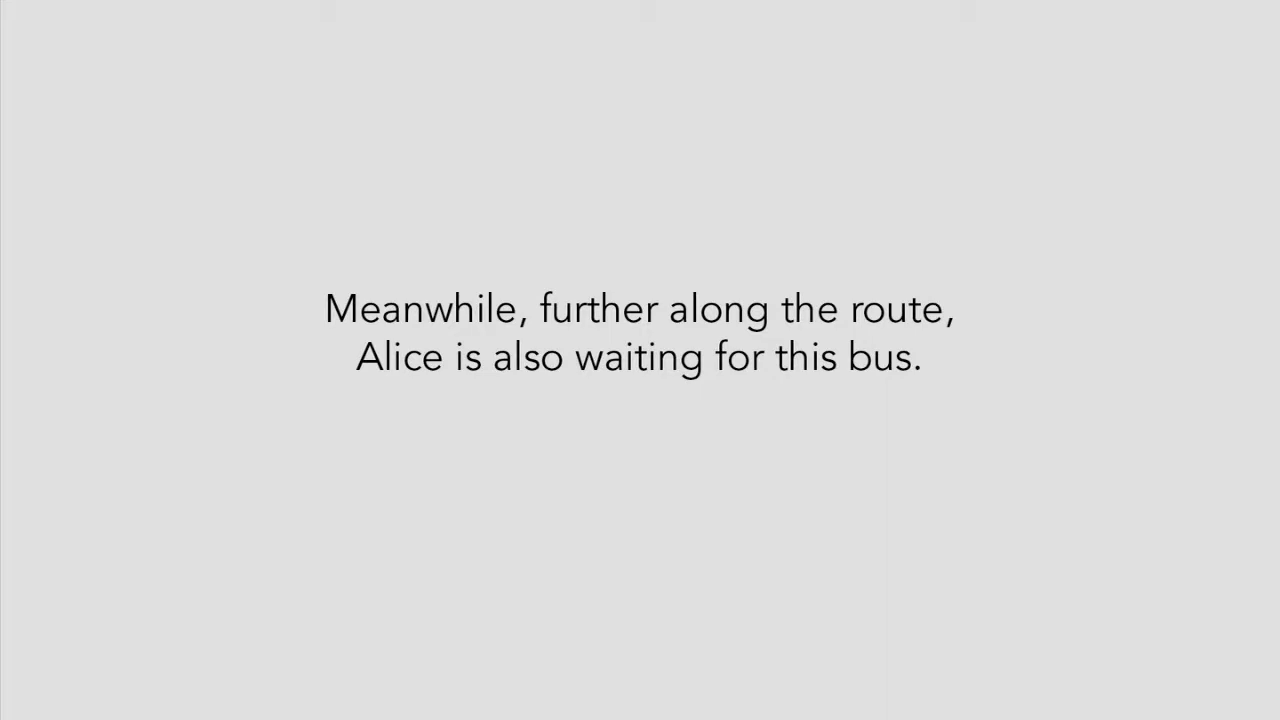 Meanwhile, further along the route,
Alice is also waiting for this bus.